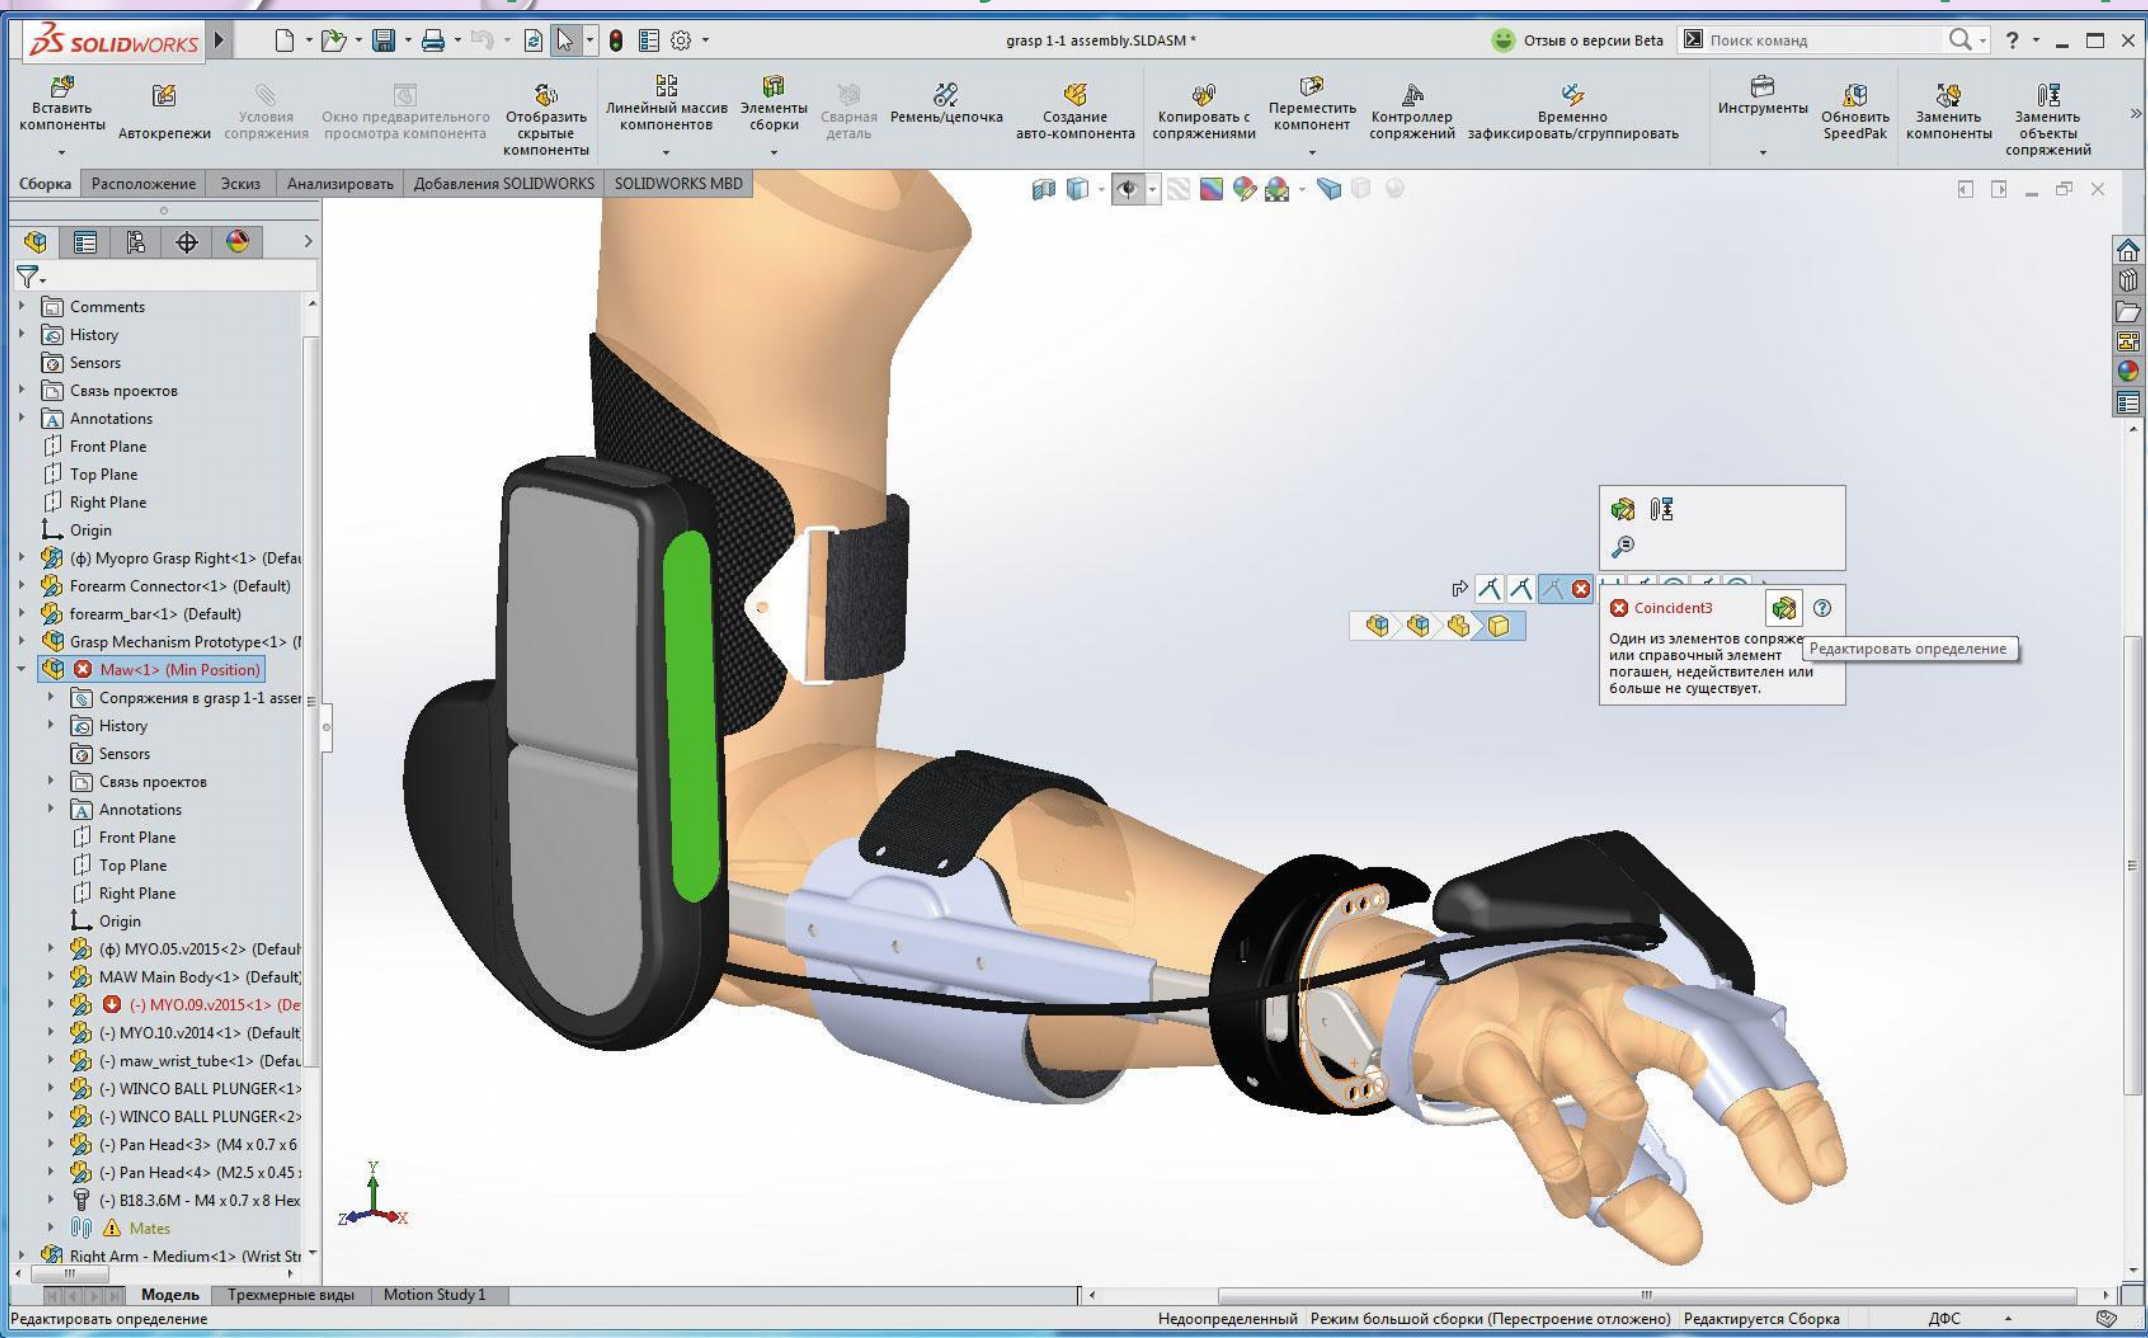 SOLIDWORKS
grasp 1-1 assembly.SLDASM *
Отзыв о версии Beta
Поиск команд
Вставить компоненты
Автокрепежи
Условия сопряжения
Окно предварительного просмотра компонента
Отобразить скрытые компоненты
Линейный массив компонентов
Элементы сборки
Сварная деталь
Ремень/цепочка
Создание авто-компонента
Копировать с сопряжениями
Переместить компонент
Контроллер сопряжений
Временно зафиксировать/сгруппировать
Инструменты
Обновить SpeedPak
Заменить компоненты
Заменить объекты сопряжений
Сборка
Расположение
Эскиз
Анализировать
Добавления SOLIDWORKS
SOLIDWORKS MBD
Comments
History
Sensors
Связь проектов
Annotations
Front Plane
Top Plane
Right Plane
Origin
(ф) Myopro Grasp Right<1> (Defau
Forearm Connector<1> (Default)
forearm_bar<1> (Default)
Grasp Mechanism Prototype<1> (
Maw<1> (Min Position)
Сопряжения в grasp 1-1 asser
History
Sensors
Связь проектов
Annotations
Front Plane
Top Plane
Right Plane
Origin
(ф) MYO.05.v2015<2> (Default
MAW Main Body<1> (Default)
(-) MYO.09.v2015<1> (De
(-) MYO.10.v2014<1> (Default
(-) maw_wrist_tube<1> (Defau
(-) WINCO BALL PLUNGER<1>
(-) WINCO BALL PLUNGER<2>
(-) Pan Head<3> (M4 x 0.7 x 6
(-) Pan Head<4> (M2.5 x 0.45
(-) B18.3.6M - M4 x 0.7 x 8 Hex
Mates
Right Arm - Medium<1> (Wrist Str
Coincident3
Один из элементов сопряже
или справочный элемент
погашен, недействителен или
больше не существует.
Редактировать определение
Y
Z
X
Модель
Трехмерные виды
Motion Study 1
Редактировать определение
Недоопределенный
Режим большой сборки (Перестроение отложено)
Редактируется Сборка
ДФС